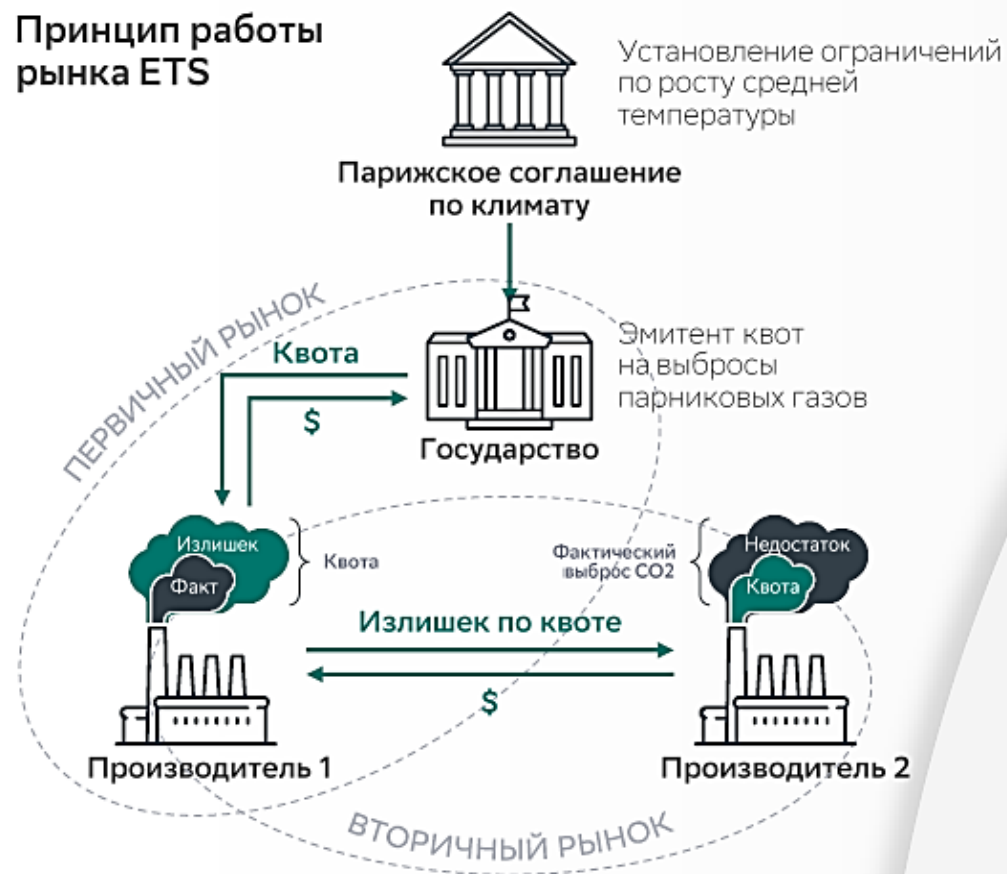 Принцип работы
рынка ETS
Установление ограничений
по росту средней
температуры
Парижское соглашение
по климату
ПЕРВИЧНЫЙ РЫНОК
Квота
$
Эмитент квот
на выбросы
парниковых газов
Государство
Излишек
Факт
Квота
Фактический
выброс СО2
Недостаток
Квота
Излишек по квоте
$
Производитель 1
Производитель 2
ВТОРИЧНЫЙ РЫНОК